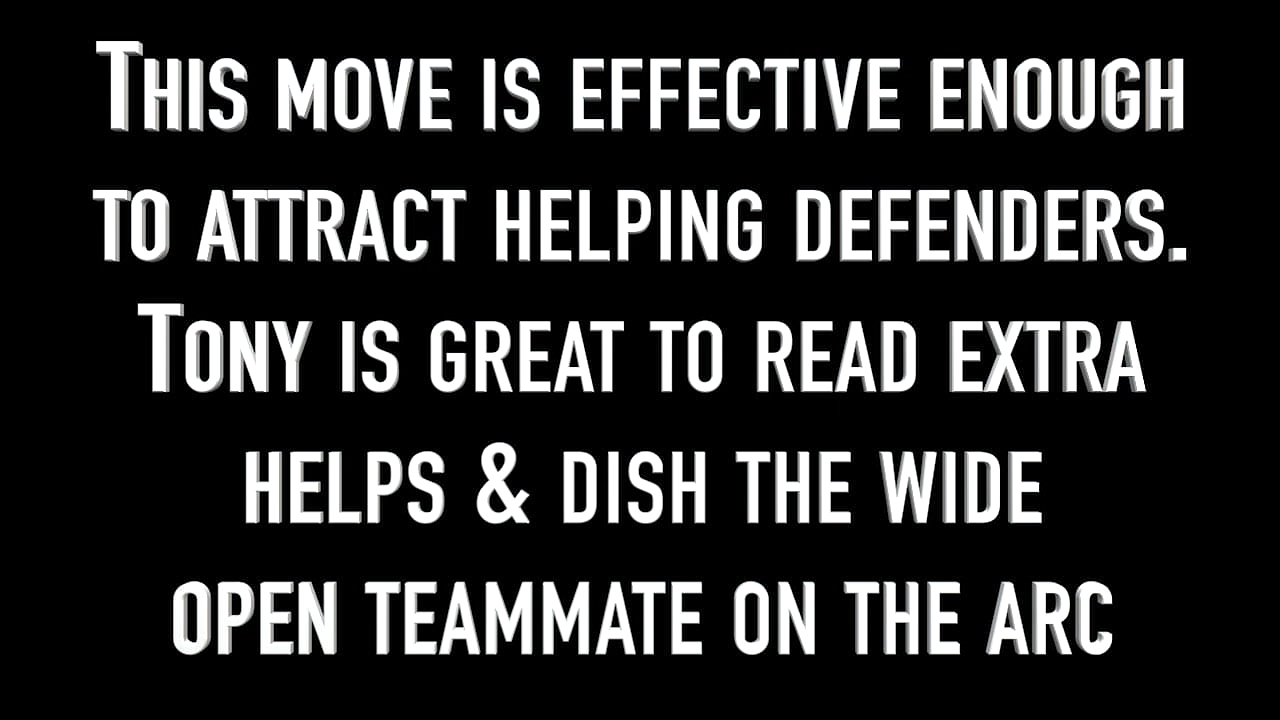 This move is effective enough
to attract helping defenders.
Tony is great to read extra
helps & dish the wide
open teammate on the arc